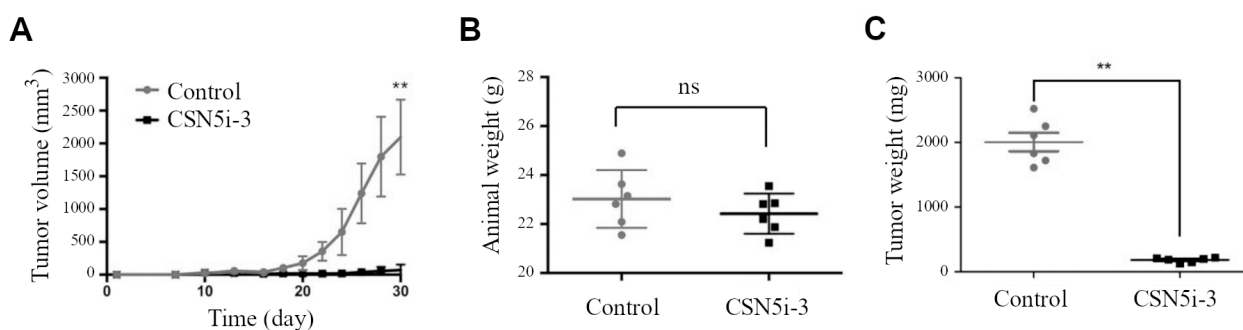 A
Tumor volume (mm³)
3000
2500
2000
1500
1000
500
0
0
10
20
30
Time (day)
Control
CSN5i-3
**
B
Animal weight (g)
28
26
24
22
20
ns
Control
CSN5i-3
C
Tumor weight (mg)
3000
2000
1000
0
**
Control
CSN5i-3